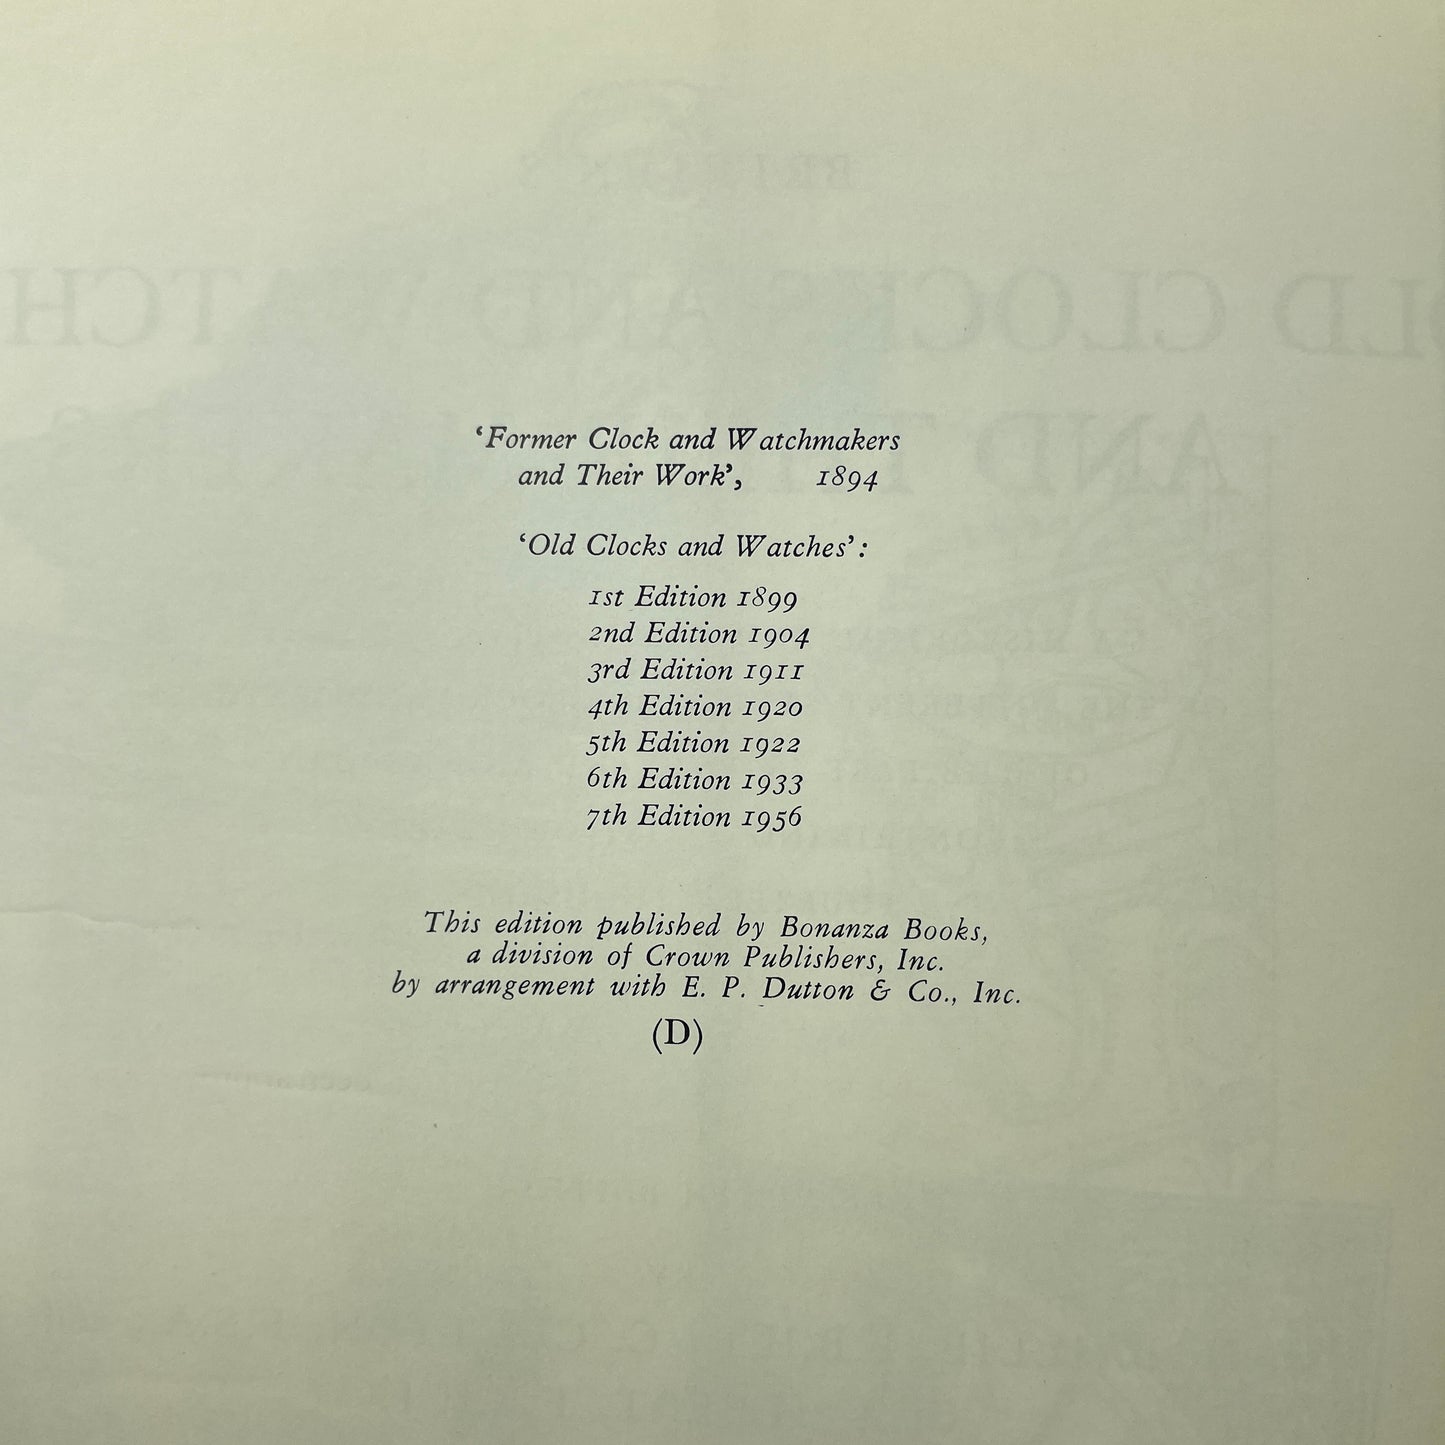 ‘Former Clock and Watchmakers
and Their Work’, 1894
‘Old Clocks and Watches’:
1st Edition 1899
2nd Edition 1904
3rd Edition 1911
4th Edition 1920
5th Edition 1922
6th Edition 1933
7th Edition 1956
This edition published by Bonanza Books,
a division of Crown Publishers, Inc.
by arrangement with E. P. Dutton & Co., Inc.
(D)